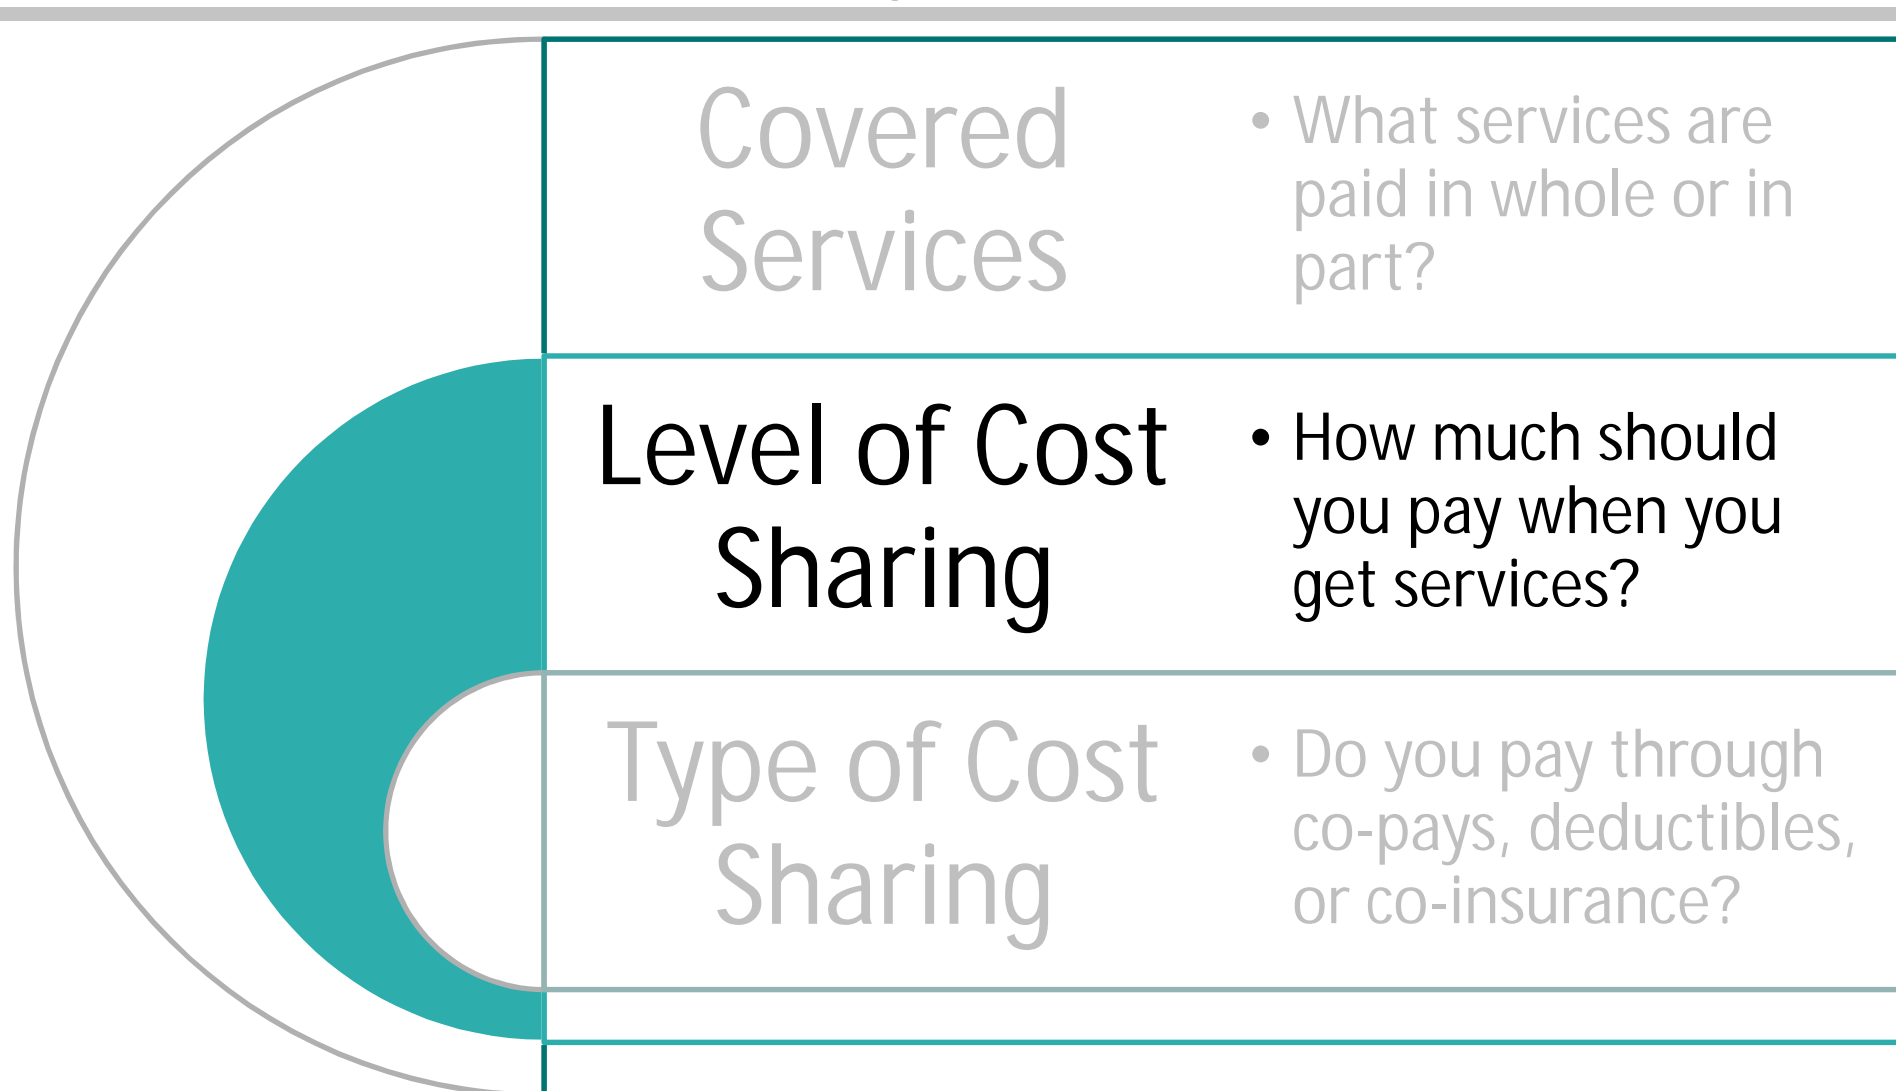 Covered
Services
• What services are
paid in whole or in
part?
Level of Cost
Sharing
• How much should
you pay when you
get services?
Type of Cost
Sharing
• Do you pay through
co-pays, deductibles,
or co-insurance?